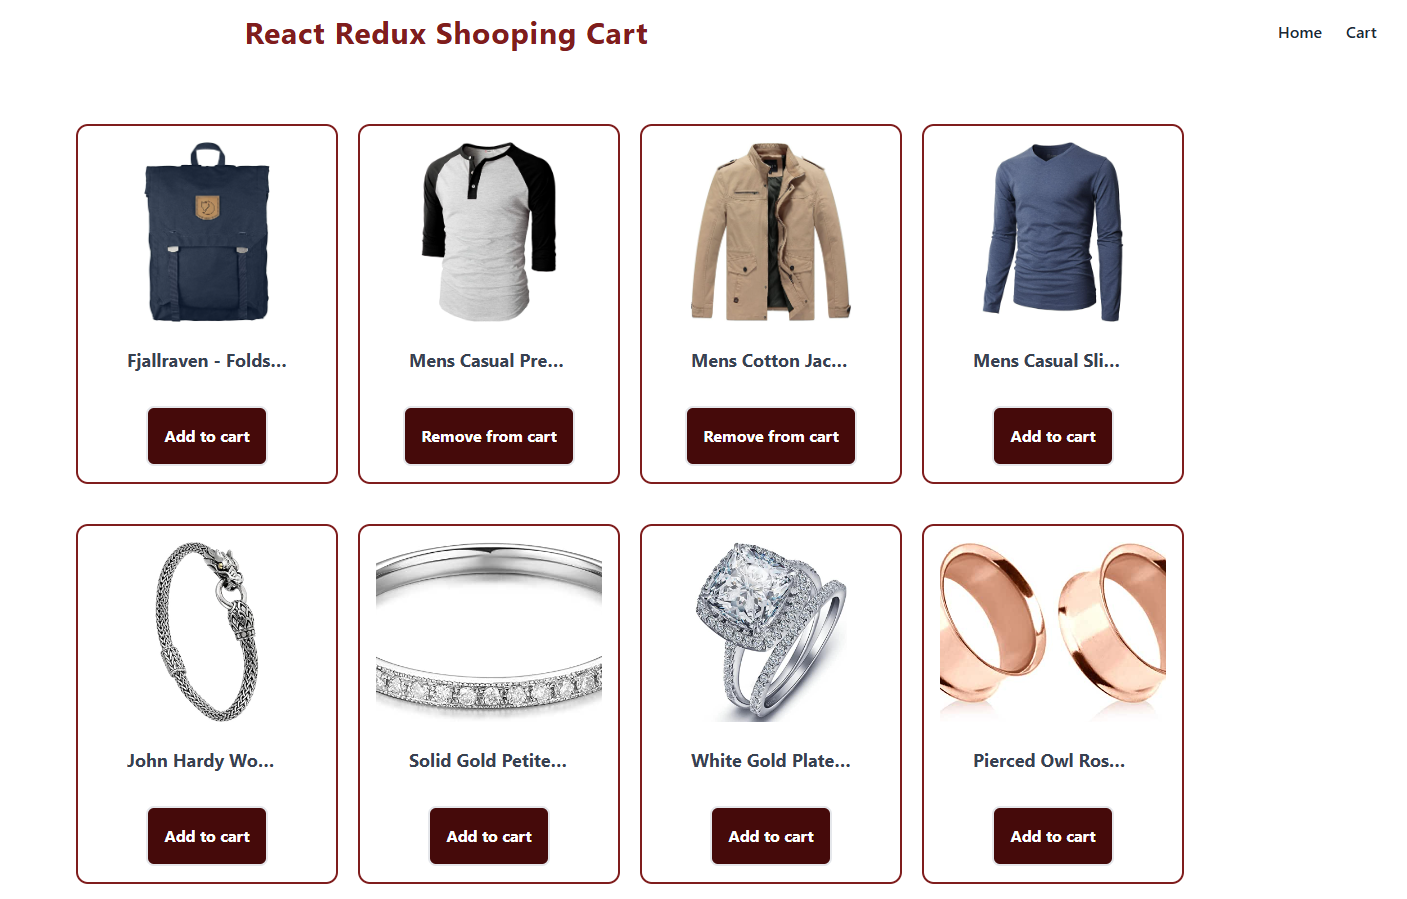 React Redux Shooping Cart
Home
Cart
Fjallraven - Folds...
Mens Casual Pre...
Mens Cotton Jac...
Mens Casual Sli...
Add to cart
Remove from cart
Remove from cart
Add to cart
John Hardy Wo...
Solid Gold Petite...
White Gold Plate...
Pierced Owl Ros...
Add to cart
Add to cart
Add to cart
Add to cart